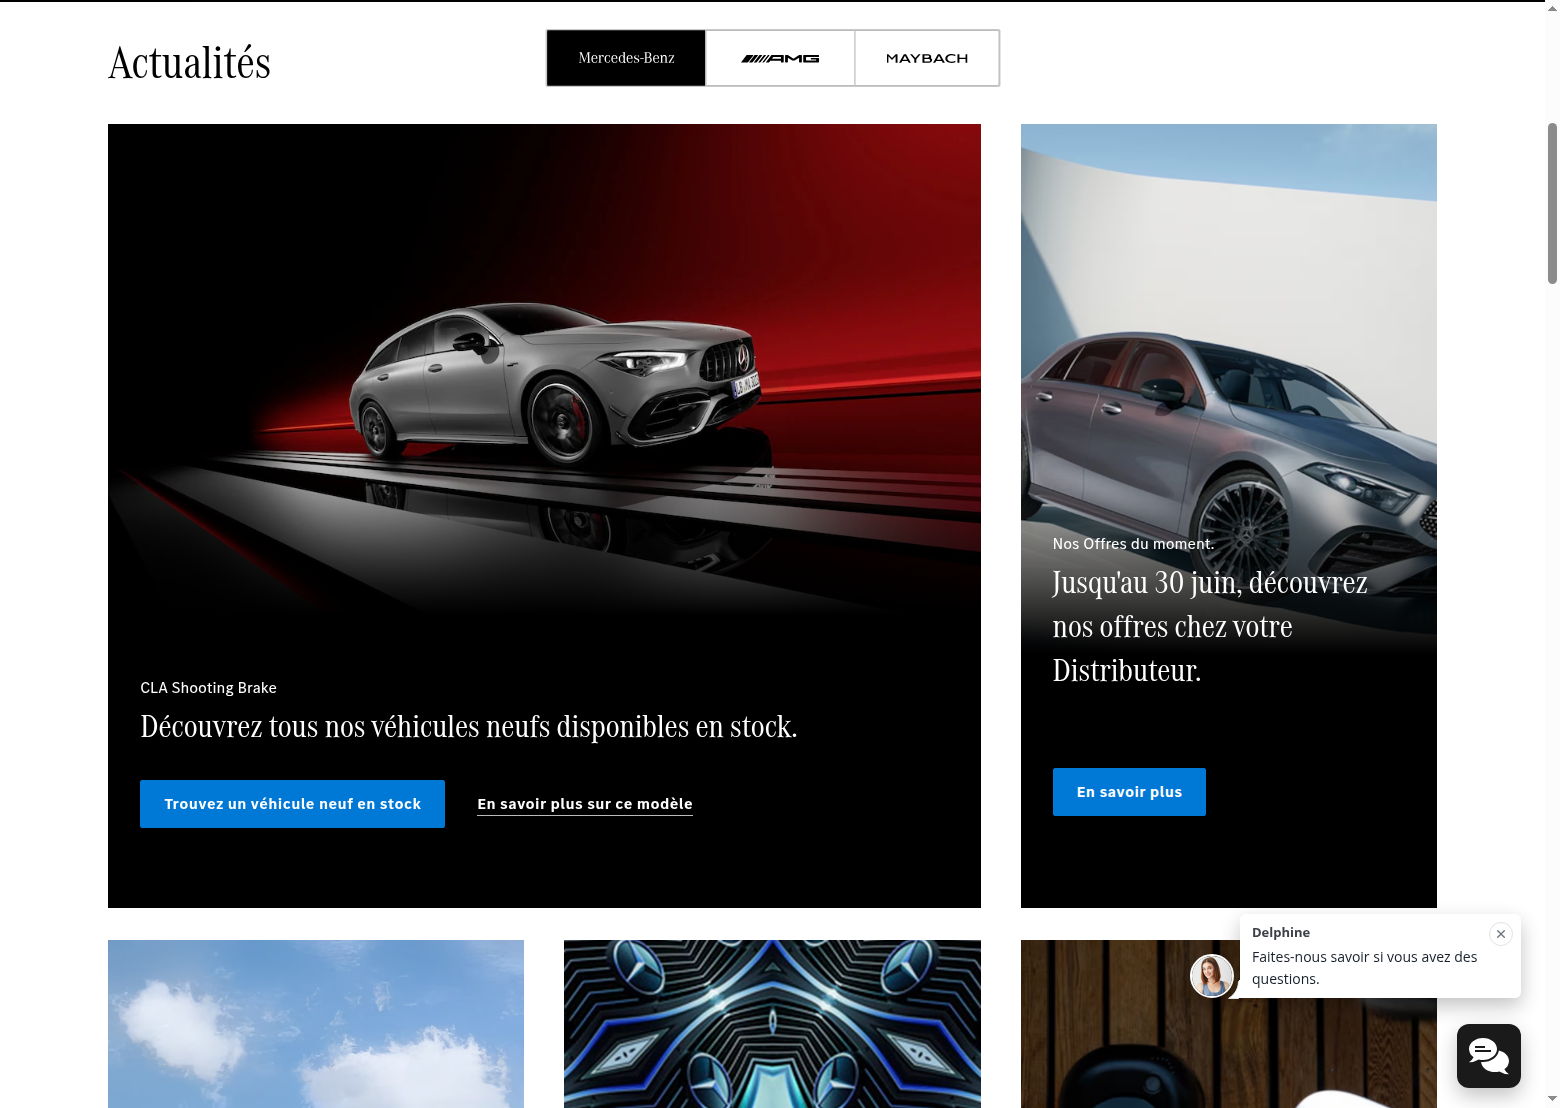 Actualités
Mercedes-Benz
AMG
MAYBACH
CLA Shooting Brake
Découvrez tous nos véhicules neufs disponibles en stock.
Trouvez un véhicule neuf en stock
En savoir plus sur ce modèle
Nos Offres du moment.
Jusqu'au 30 juin, découvrez
nos offres chez votre
Distributeur.
En savoir plus
Delphine
Faites-nous savoir si vous avez des
questions.